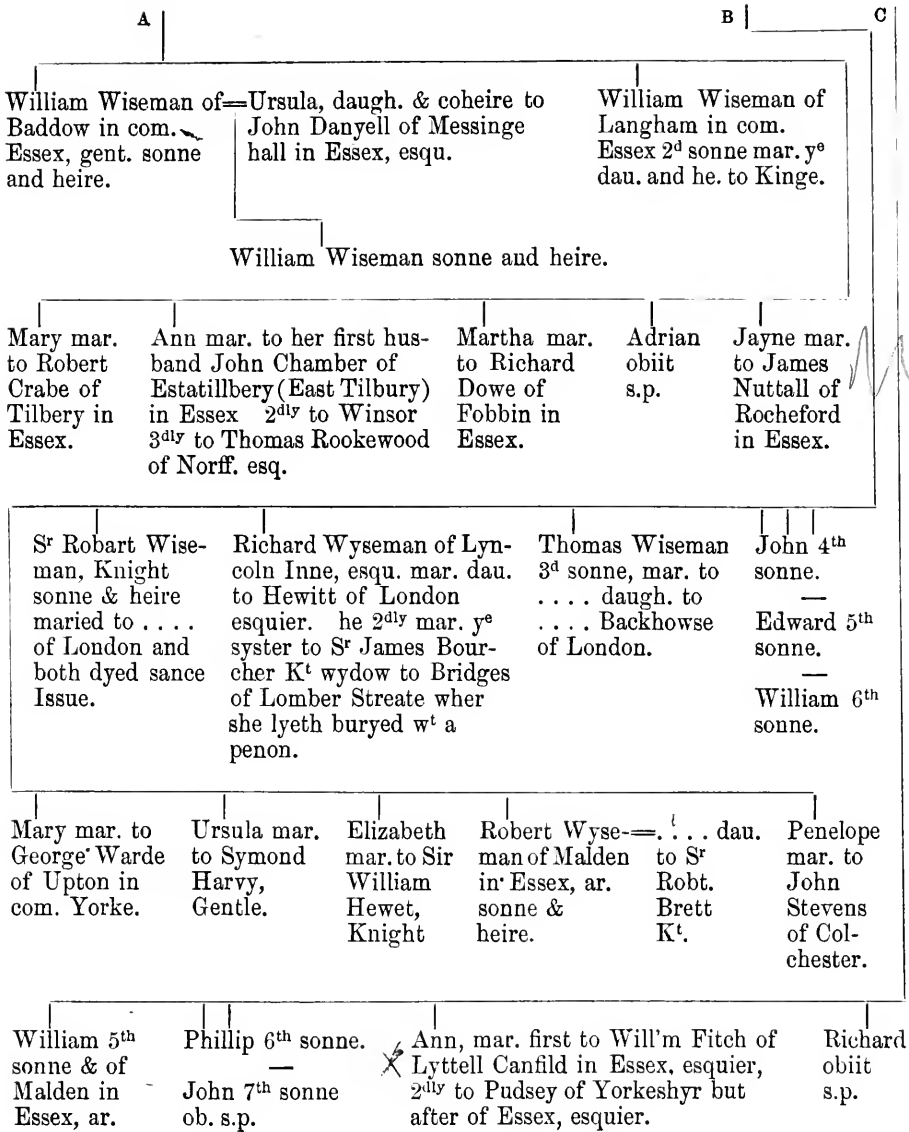 A B C
William Wiseman of=Ursula, daugh. & coheire to
Baddow in com. John Danyell of Messinge
Essex, gent. sonne hall in Essex, esqu.
and heire.
William Wiseman of
Langham in com.
Essex 2d sonne mar. ye
dau. and he. to Kinge.
William Wiseman sonne and heire.
Mary mar.
to Robert
Crabe of
Tilbery in
Essex.
Ann mar. to her first hus-
band John Chamber of
Estatillbery (East Tilbury)
in Essex 2dly to Winsor
3dly to Thomas Rookewood
of Norff. esq.
Martha mar.
to Richard
Dowe of
Fobbin in
Essex.
Adrian
obiit
s.p.
Jayne mar.
to James
Nuttall of
Rocheford
in Essex.
Sr Robart Wise-
man, Knight
sonne & heire
maried to ....
of London and
both dyed sance
Issue.
Richard Wyseman of Lyn-
coln Inne, esqu. mar. dau.
to Hewitt of London
esquier. he 2dly mar. ye
syster to Sr James Bour-
cher Kt wydow to Bridges
of Lomber Streate wher
she lyeth buryed wt a
penon.
Thomas Wiseman
3d sonne, mar. to
.... daugh. to
.... Backhowse
of London.
John 4th
sonne.
—
Edward 5th
sonne.
—
William 6th
sonne.
Mary mar. to
George Warde
of Upton in
com. Yorke.
Ursula mar.
to Symond
Harvy,
Gentle.
Elizabeth
mar. to Sir
William
Hewet,
Knight
Robert Wyse-=.... dau.
man of Malden to Sr
in Essex, ar. Robt.
sonne & Brett
heire. Kt.
Penelope
mar. to
John
Stevens
of Col-
chester.
William 5th
sonne & of
Malden in
Essex, ar.
Phillip 6th sonne.
—
John 7th sonne
ob. s.p.
Ann, mar. first to Will'm Fitch of
Lyttell Canfild in Essex, esquier,
2dly to Pudsey of Yorkeshyr but
after of Essex, esquier.
Richard
obiit
s.p.